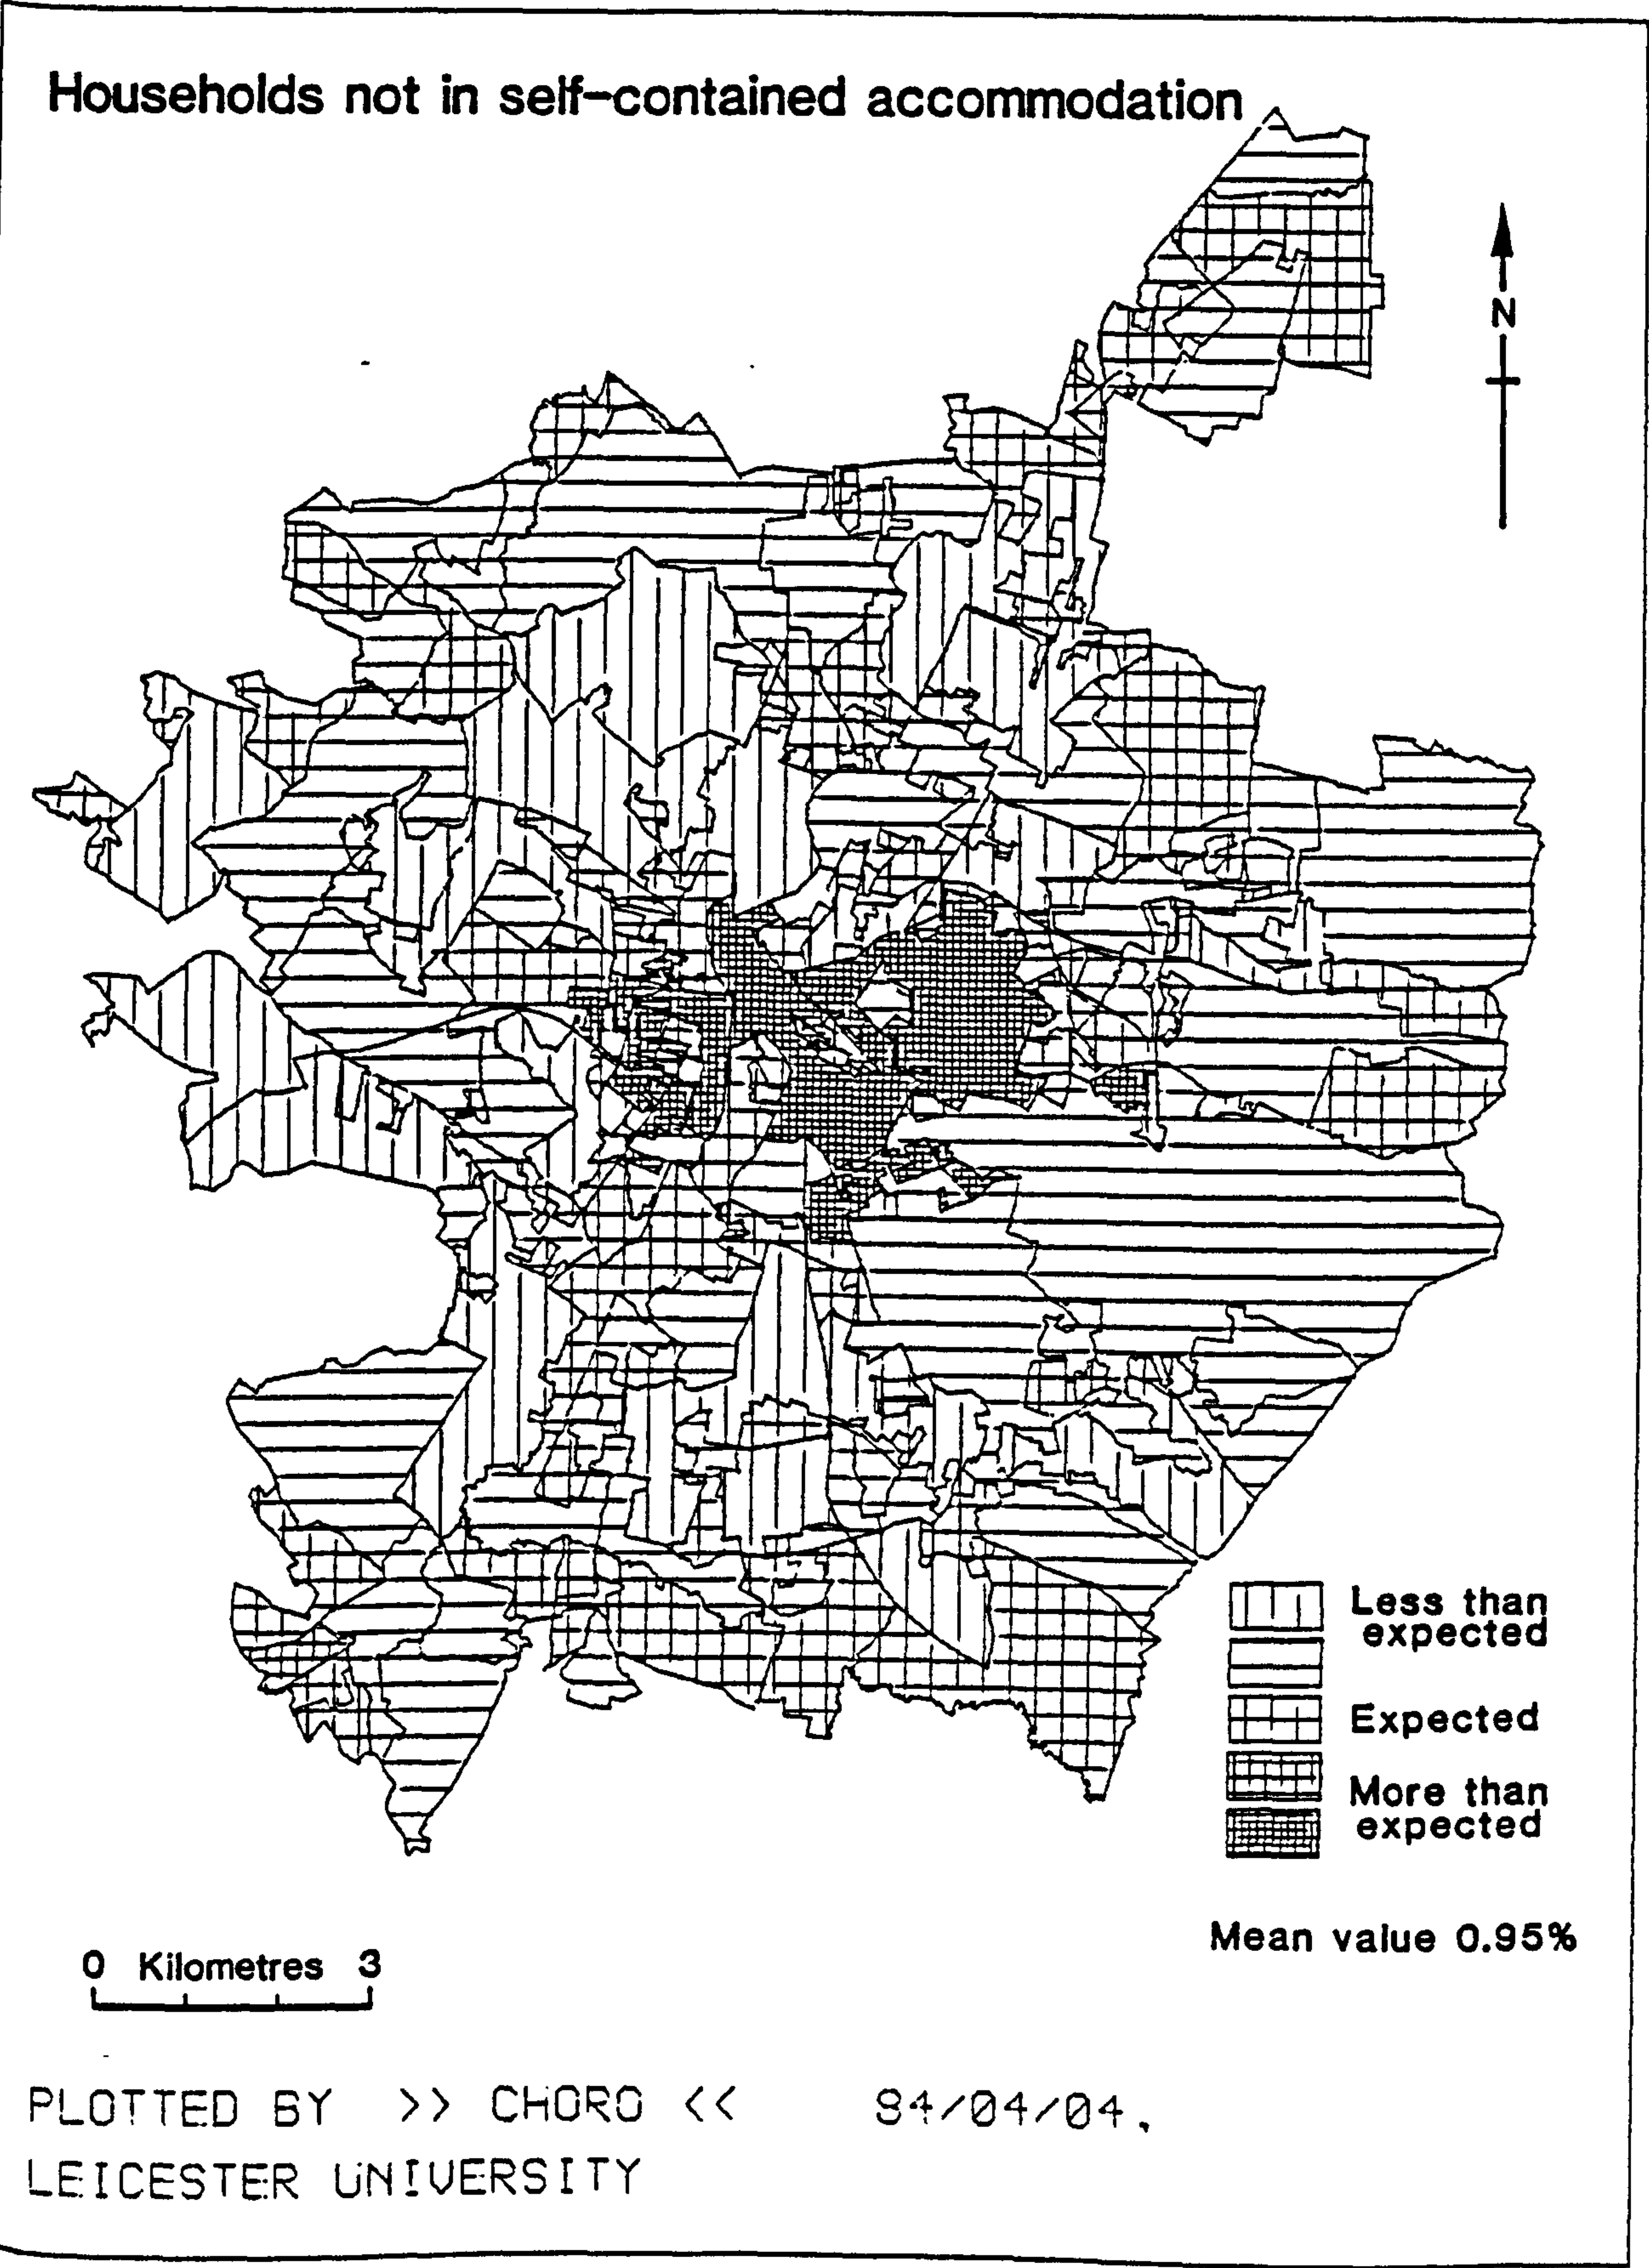 Households not in self-contained accommodation
N
Less than
expected
Expected
More than
expected
Mean value 0.95%
0 Kilometres 3
PLOTTED BY >> CHORO << 84/04/04.
LEICESTER UNIVERSITY